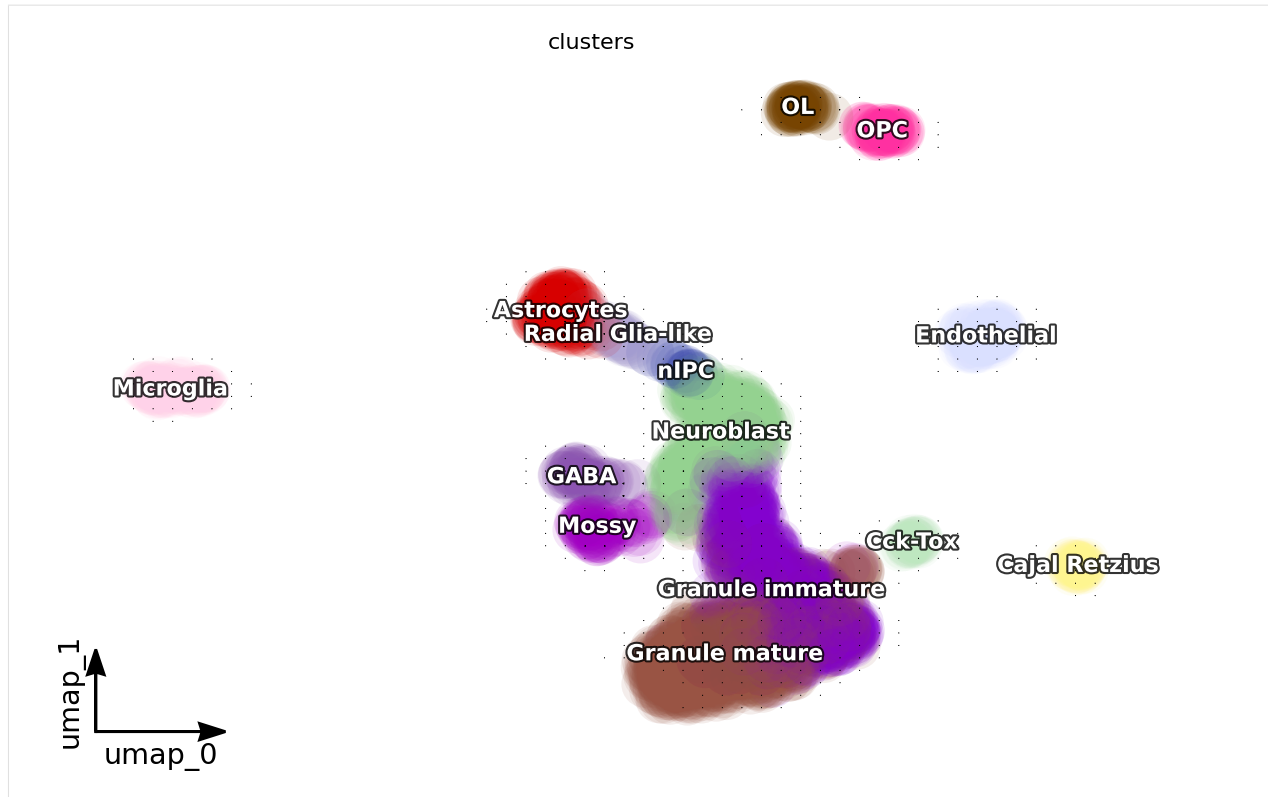 clusters
OL
OPC
Astrocytes
Radial Glia-like
Endothelial
nIPC
Microglia
Neuroblast
GABA
Mossy
Cck-Tox
Cajal Retzius
Granule immature
Granule mature
umap_1
umap_0